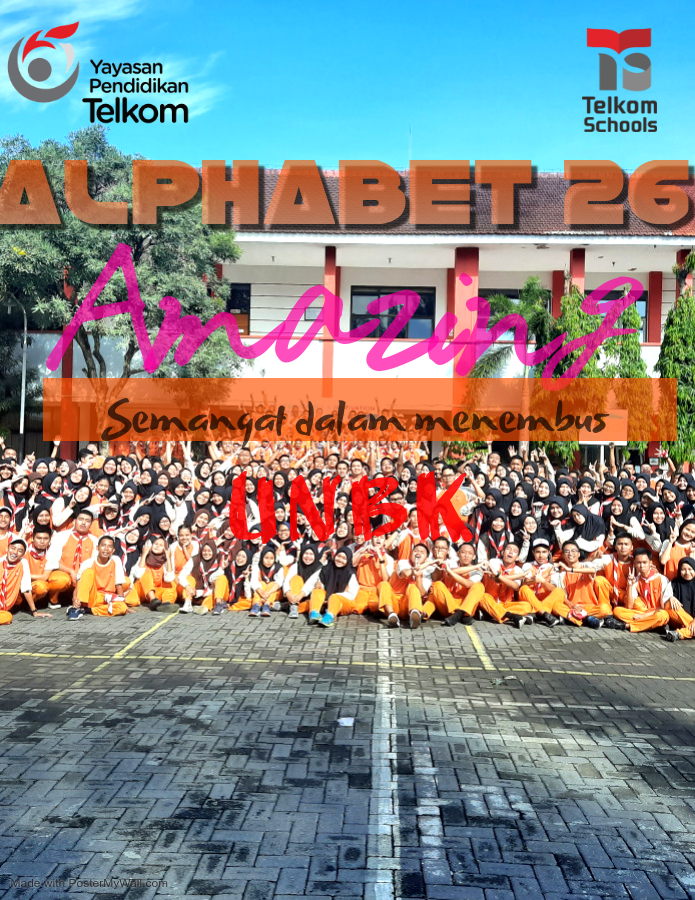 Yayasan
Pendidikan
Telkom
Telkom
Schools
ALPHABET 26
Amazing
Semangat dalam menembus
UNBK
Made with PosterMyWall.com